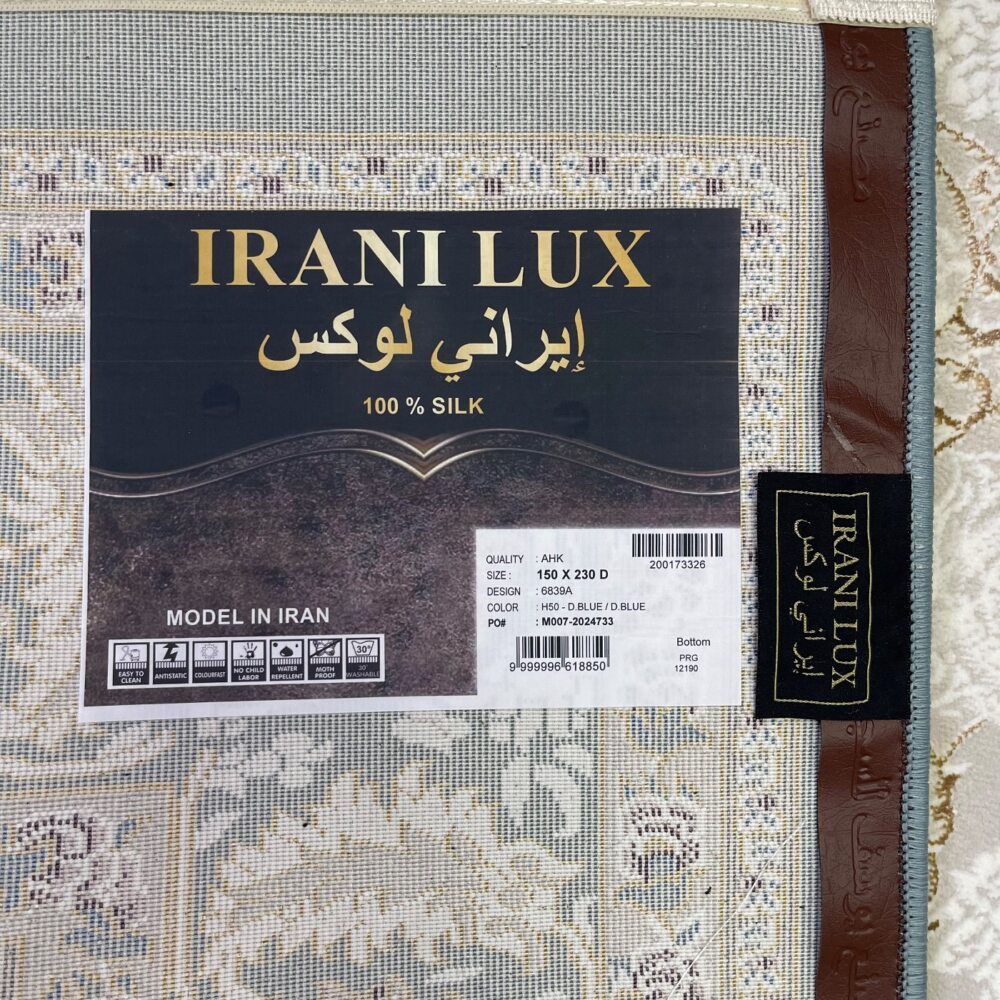 IRANI LUX
إيراني لوكس
100 % SILK
MODEL IN IRAN
EASY TO CLEAN
ANTISTATIC
COLOURFAST
NO CHILD LABOR
WATER REPELLENT
MOTH PROOF
30°
30° WASHABLE
200173326
QUALITY : AHK
SIZE : 150 X 230 D
DESIGN : 6839A
COLOR : H50 - D.BLUE / D.BLUE
PO# : M007-2024733
9 999996 618850
Bottom
PRG
12190
IRANI LUX
إيراني لوكس
مصانع